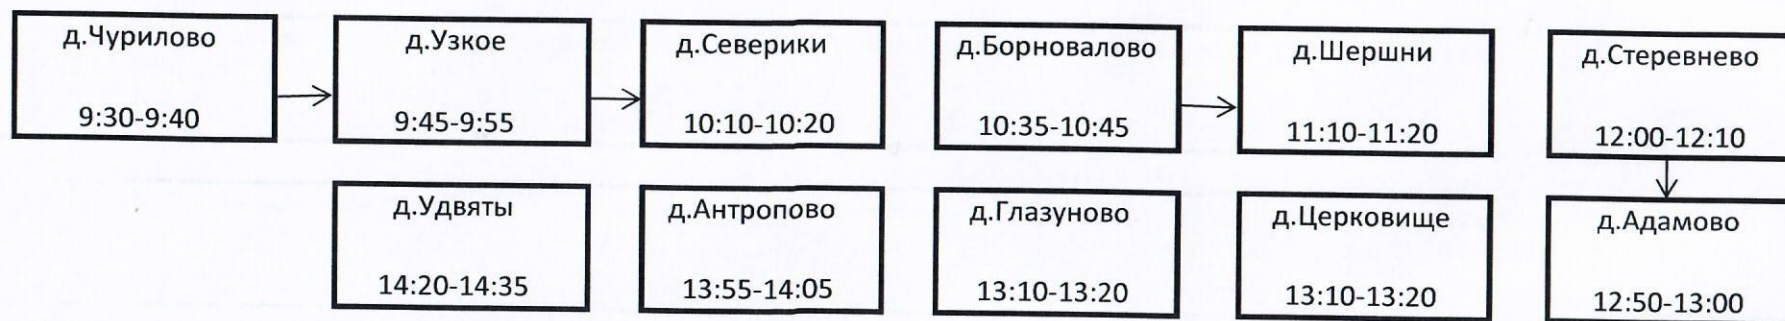 д.Чурилово
9:30-9:40
д.Узкое
9:45-9:55
д.Северики
10:10-10:20
д.Борновалово
10:35-10:45
д.Шершни
11:10-11:20
д.Стеревнево
12:00-12:10
д.Удвяты
14:20-14:35
д.Антропово
13:55-14:05
д.Глазуново
13:10-13:20
д.Церковище
13:10-13:20
д.Адамово
12:50-13:00